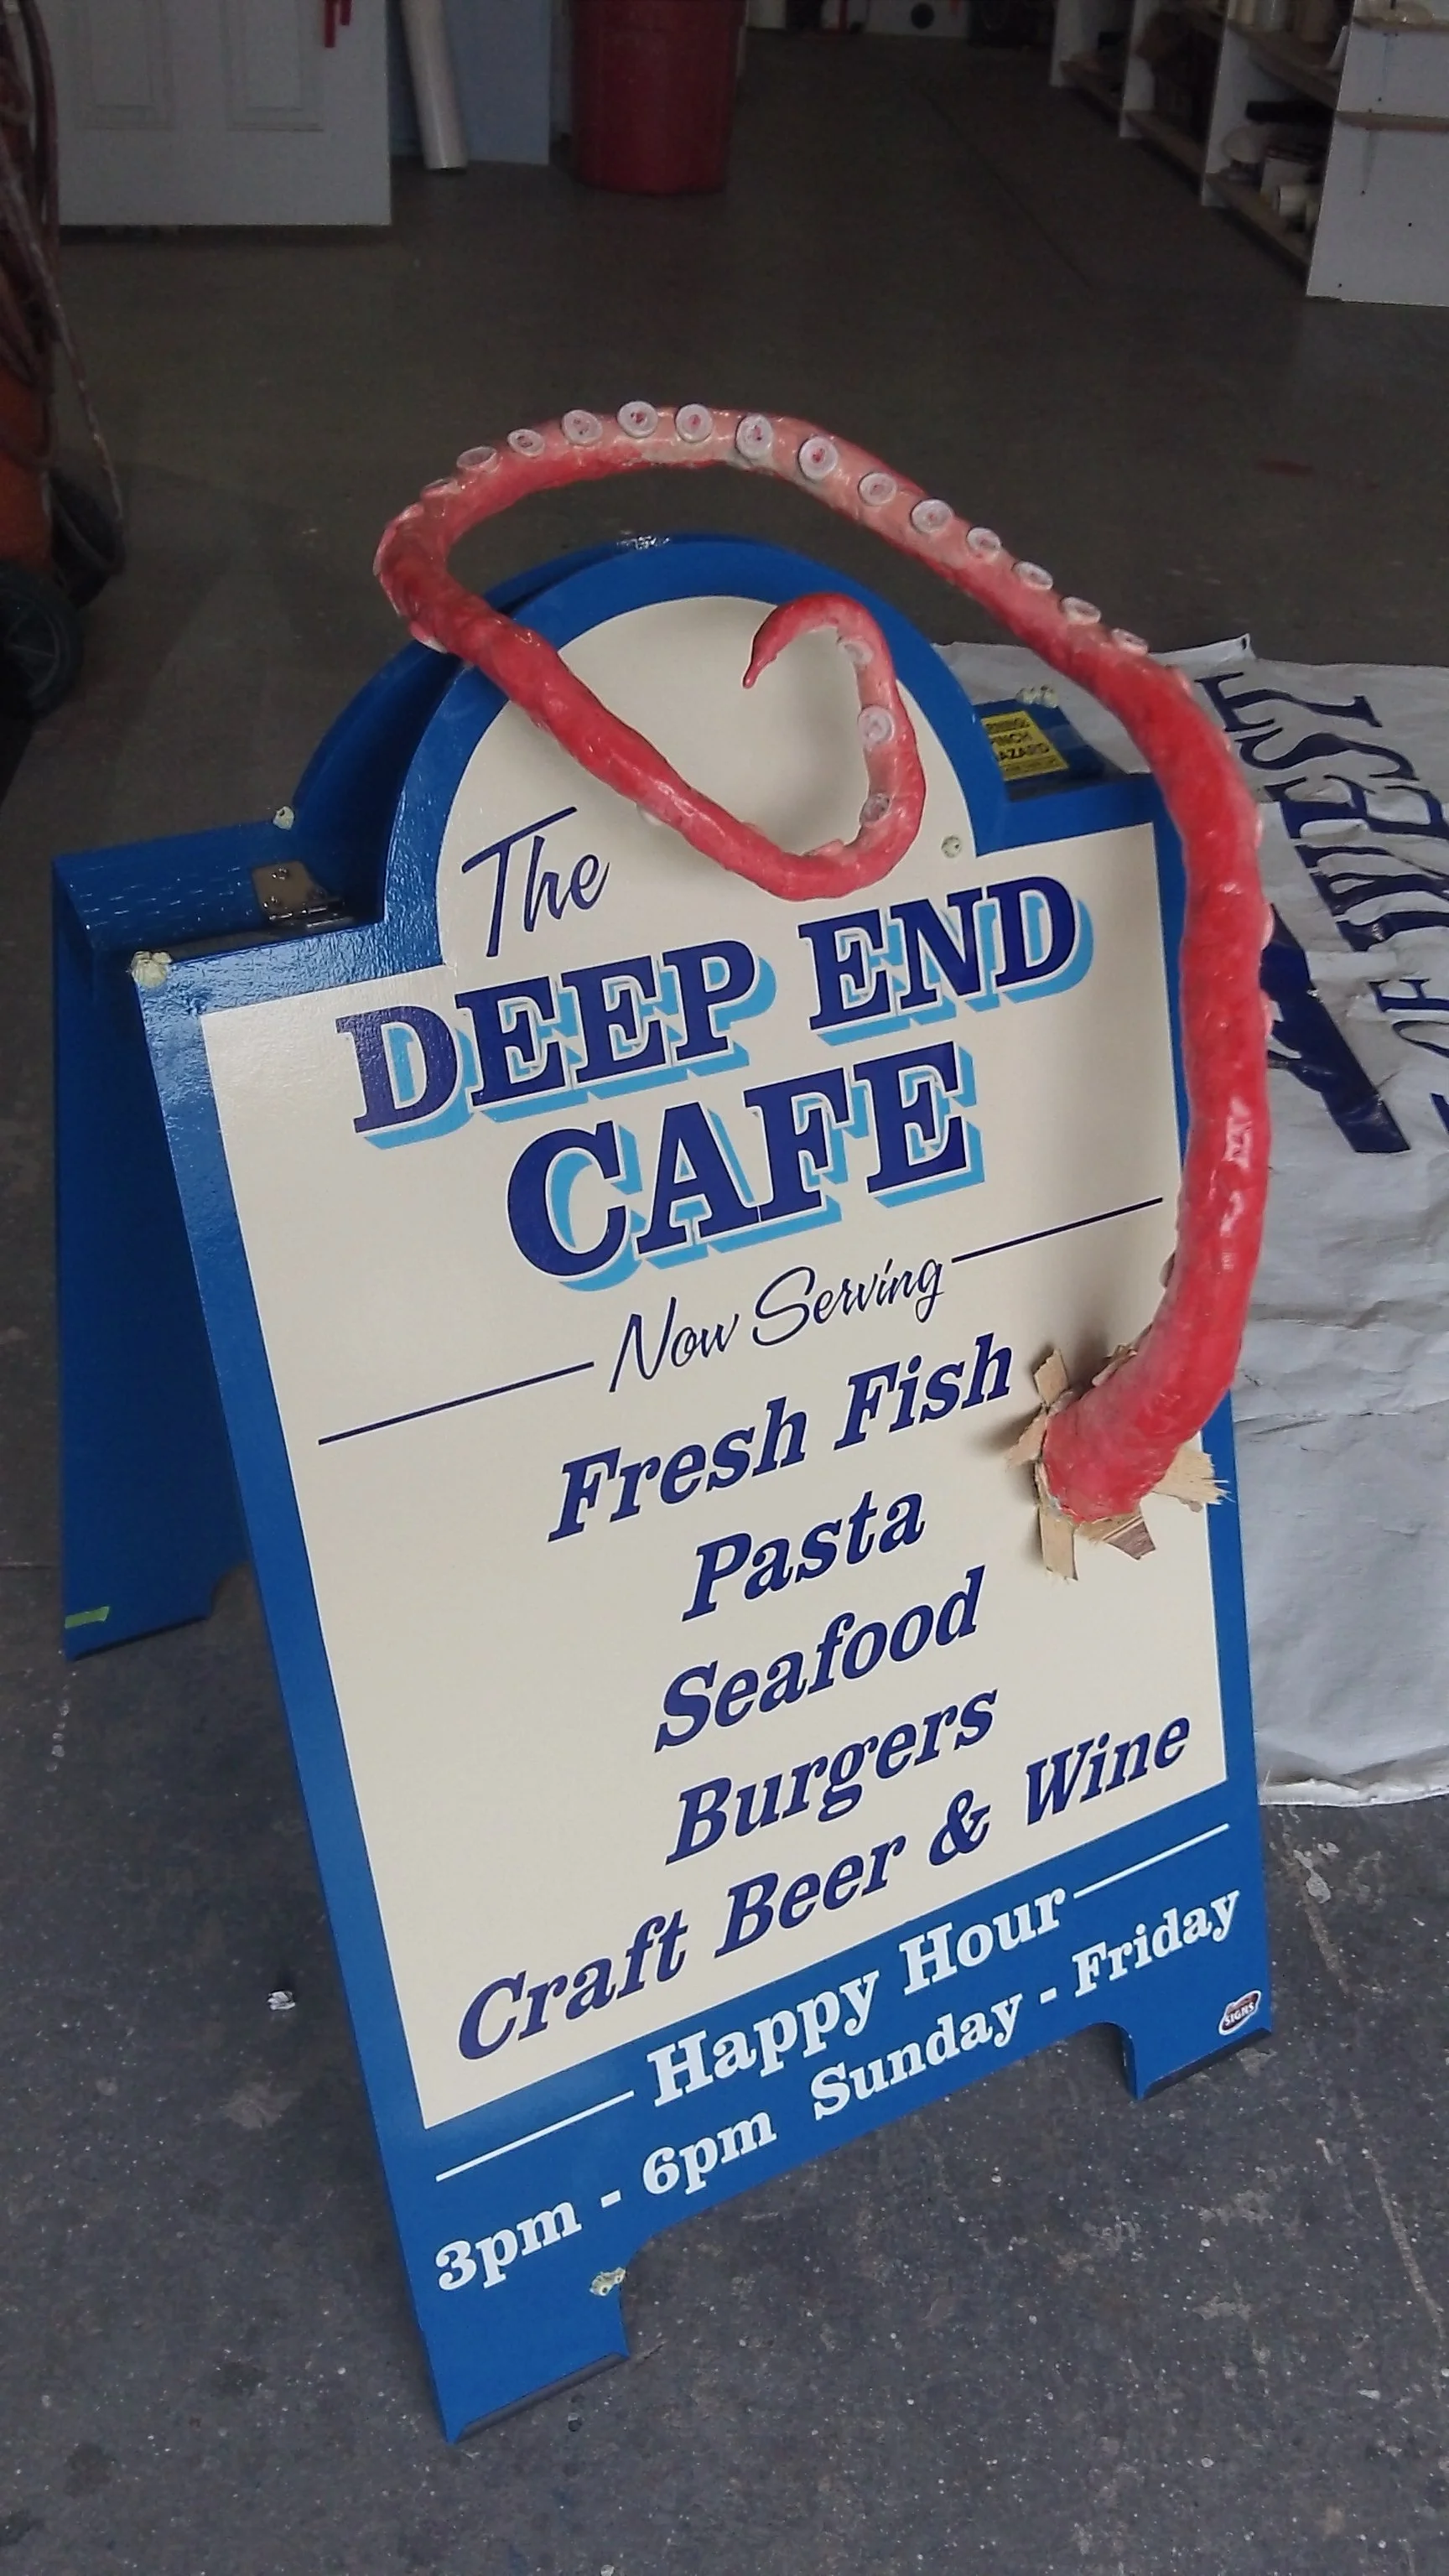 The
DEEP END
CAFE
Now Serving
Fresh Fish
Pasta
Seafood
Burgers
Craft Beer & Wine
Happy Hour
3pm - 6pm Sunday - Friday
SIGNS